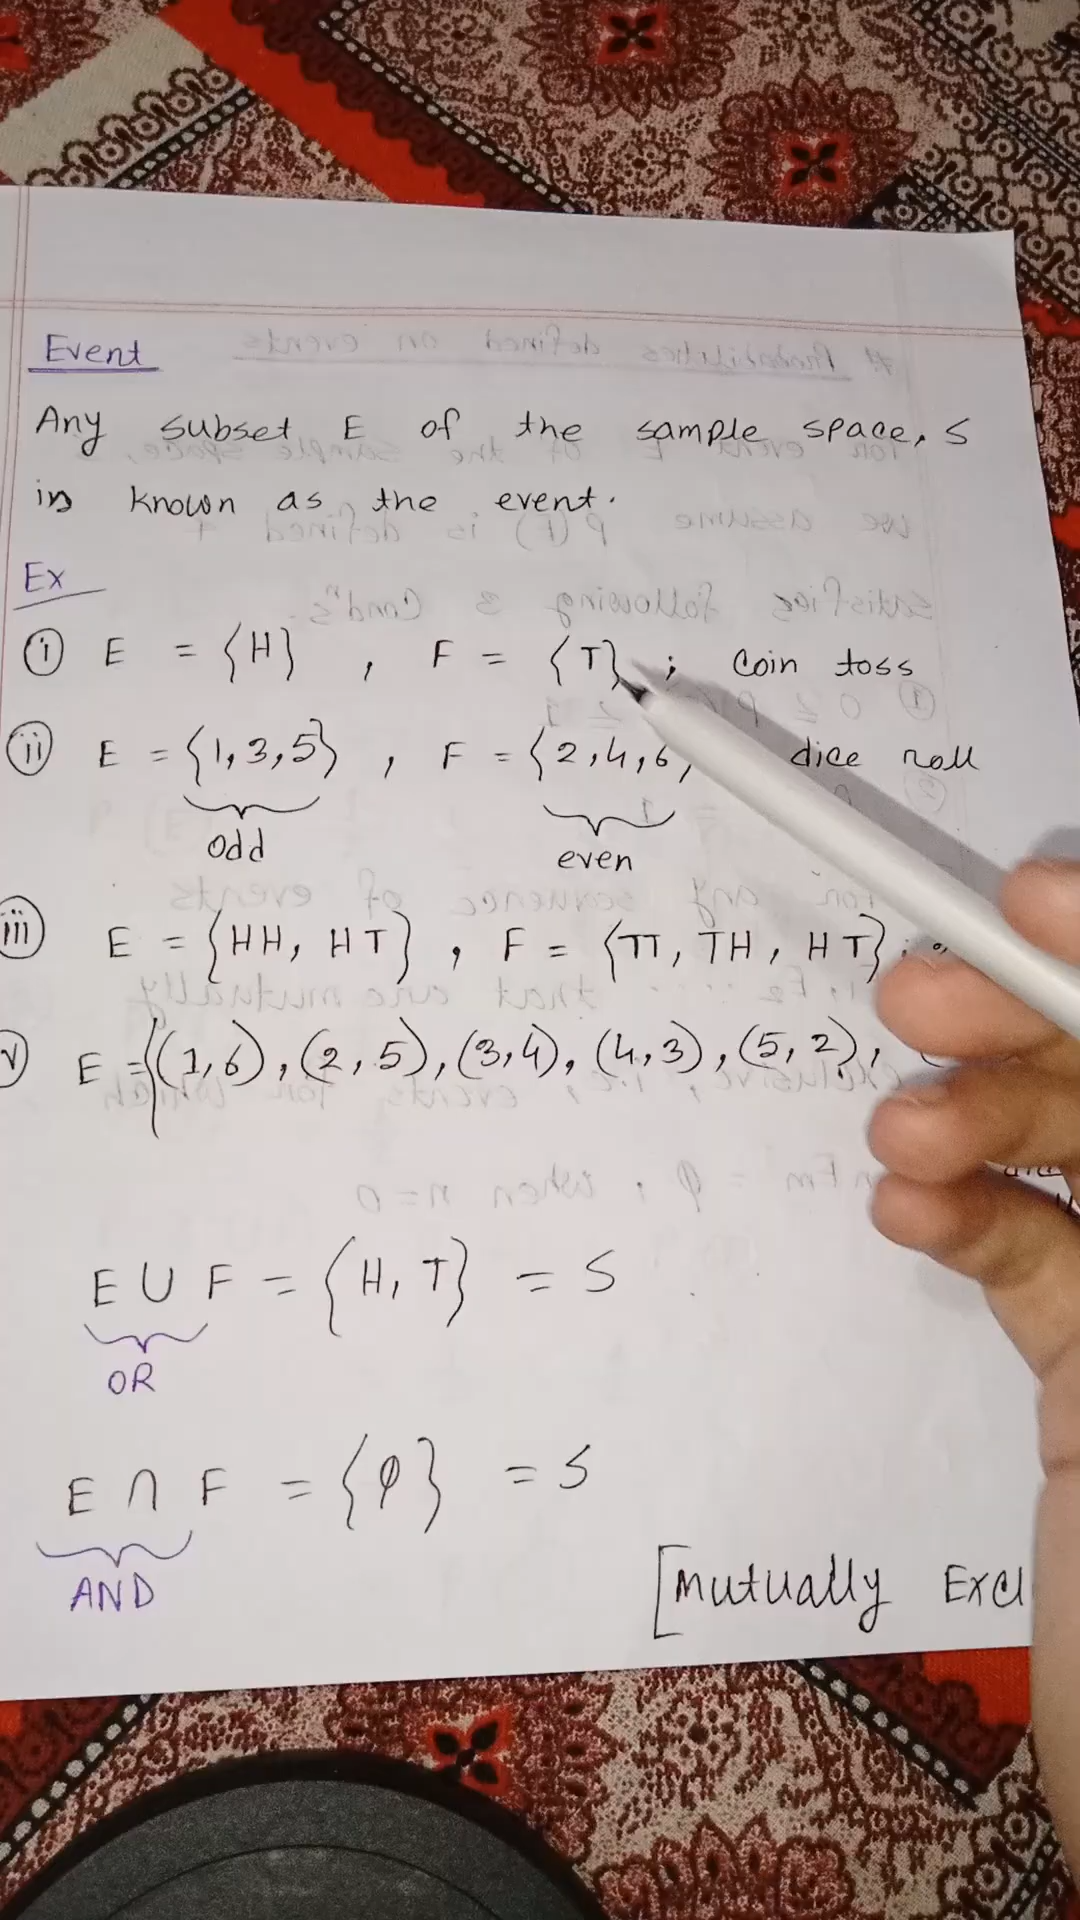 Event
Any subset E of the sample space, S
is known as the event.
Ex
(i) E = {H} , F = {T} ; Coin toss
(ii) E = {1,3,5} , F = {2,4,6, dice roll
odd even
(iii) E = {HH, HT} , F = {TT, TH, HT} ;
E = {(1,6), (2,5), (3,4), (4,3), (5,2),
E ∪ F = {H, T} = S
OR
E ∩ F = {φ} = S
AND
[Mutually Excl